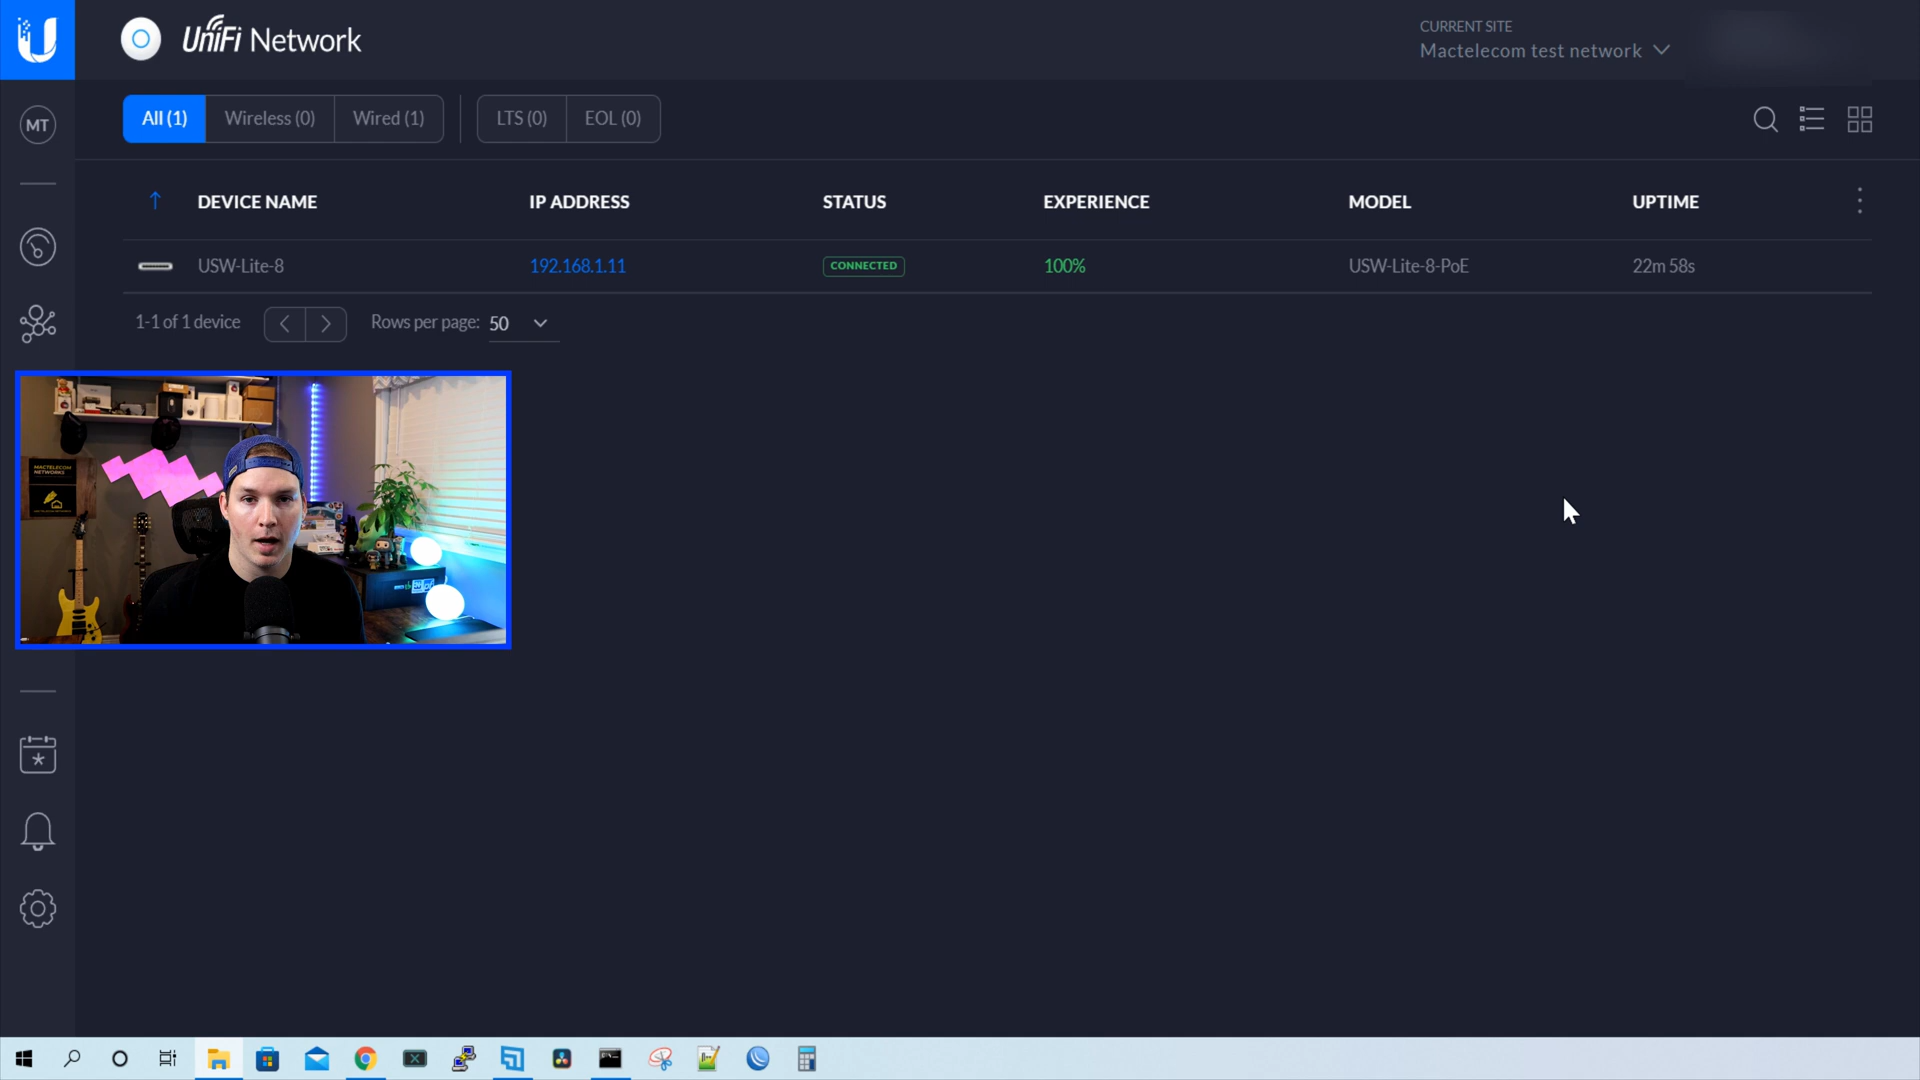 UniFi Network
CURRENT SITE
Mactelecom test network
MT
All (1)
Wireless (0)
Wired (1)
LTS (0)
EOL (0)
DEVICE NAME
IP ADDRESS
STATUS
EXPERIENCE
MODEL
UPTIME
USW-Lite-8
192.168.1.11
CONNECTED
100%
USW-Lite-8-PoE
22m 58s
1-1 of 1 device
Rows per page: 50
MACTELECOM
NETWORKS